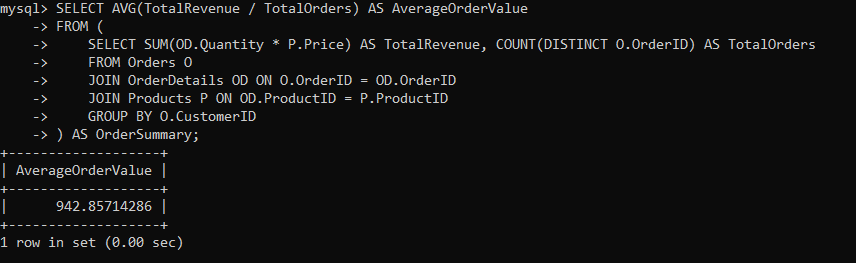 mysql> SELECT AVG(TotalRevenue / TotalOrders) AS AverageOrderValue
    -> FROM (
    ->     SELECT SUM(OD.Quantity * P.Price) AS TotalRevenue, COUNT(DISTINCT O.OrderID) AS TotalOrders
    ->     FROM Orders O
    ->     JOIN OrderDetails OD ON O.OrderID = OD.OrderID
    ->     JOIN Products P ON OD.ProductID = P.ProductID
    ->     GROUP BY O.CustomerID
    -> ) AS OrderSummary;
+-------------------+
| AverageOrderValue |
+-------------------+
|      942.85714286 |
+-------------------+
1 row in set (0.00 sec)